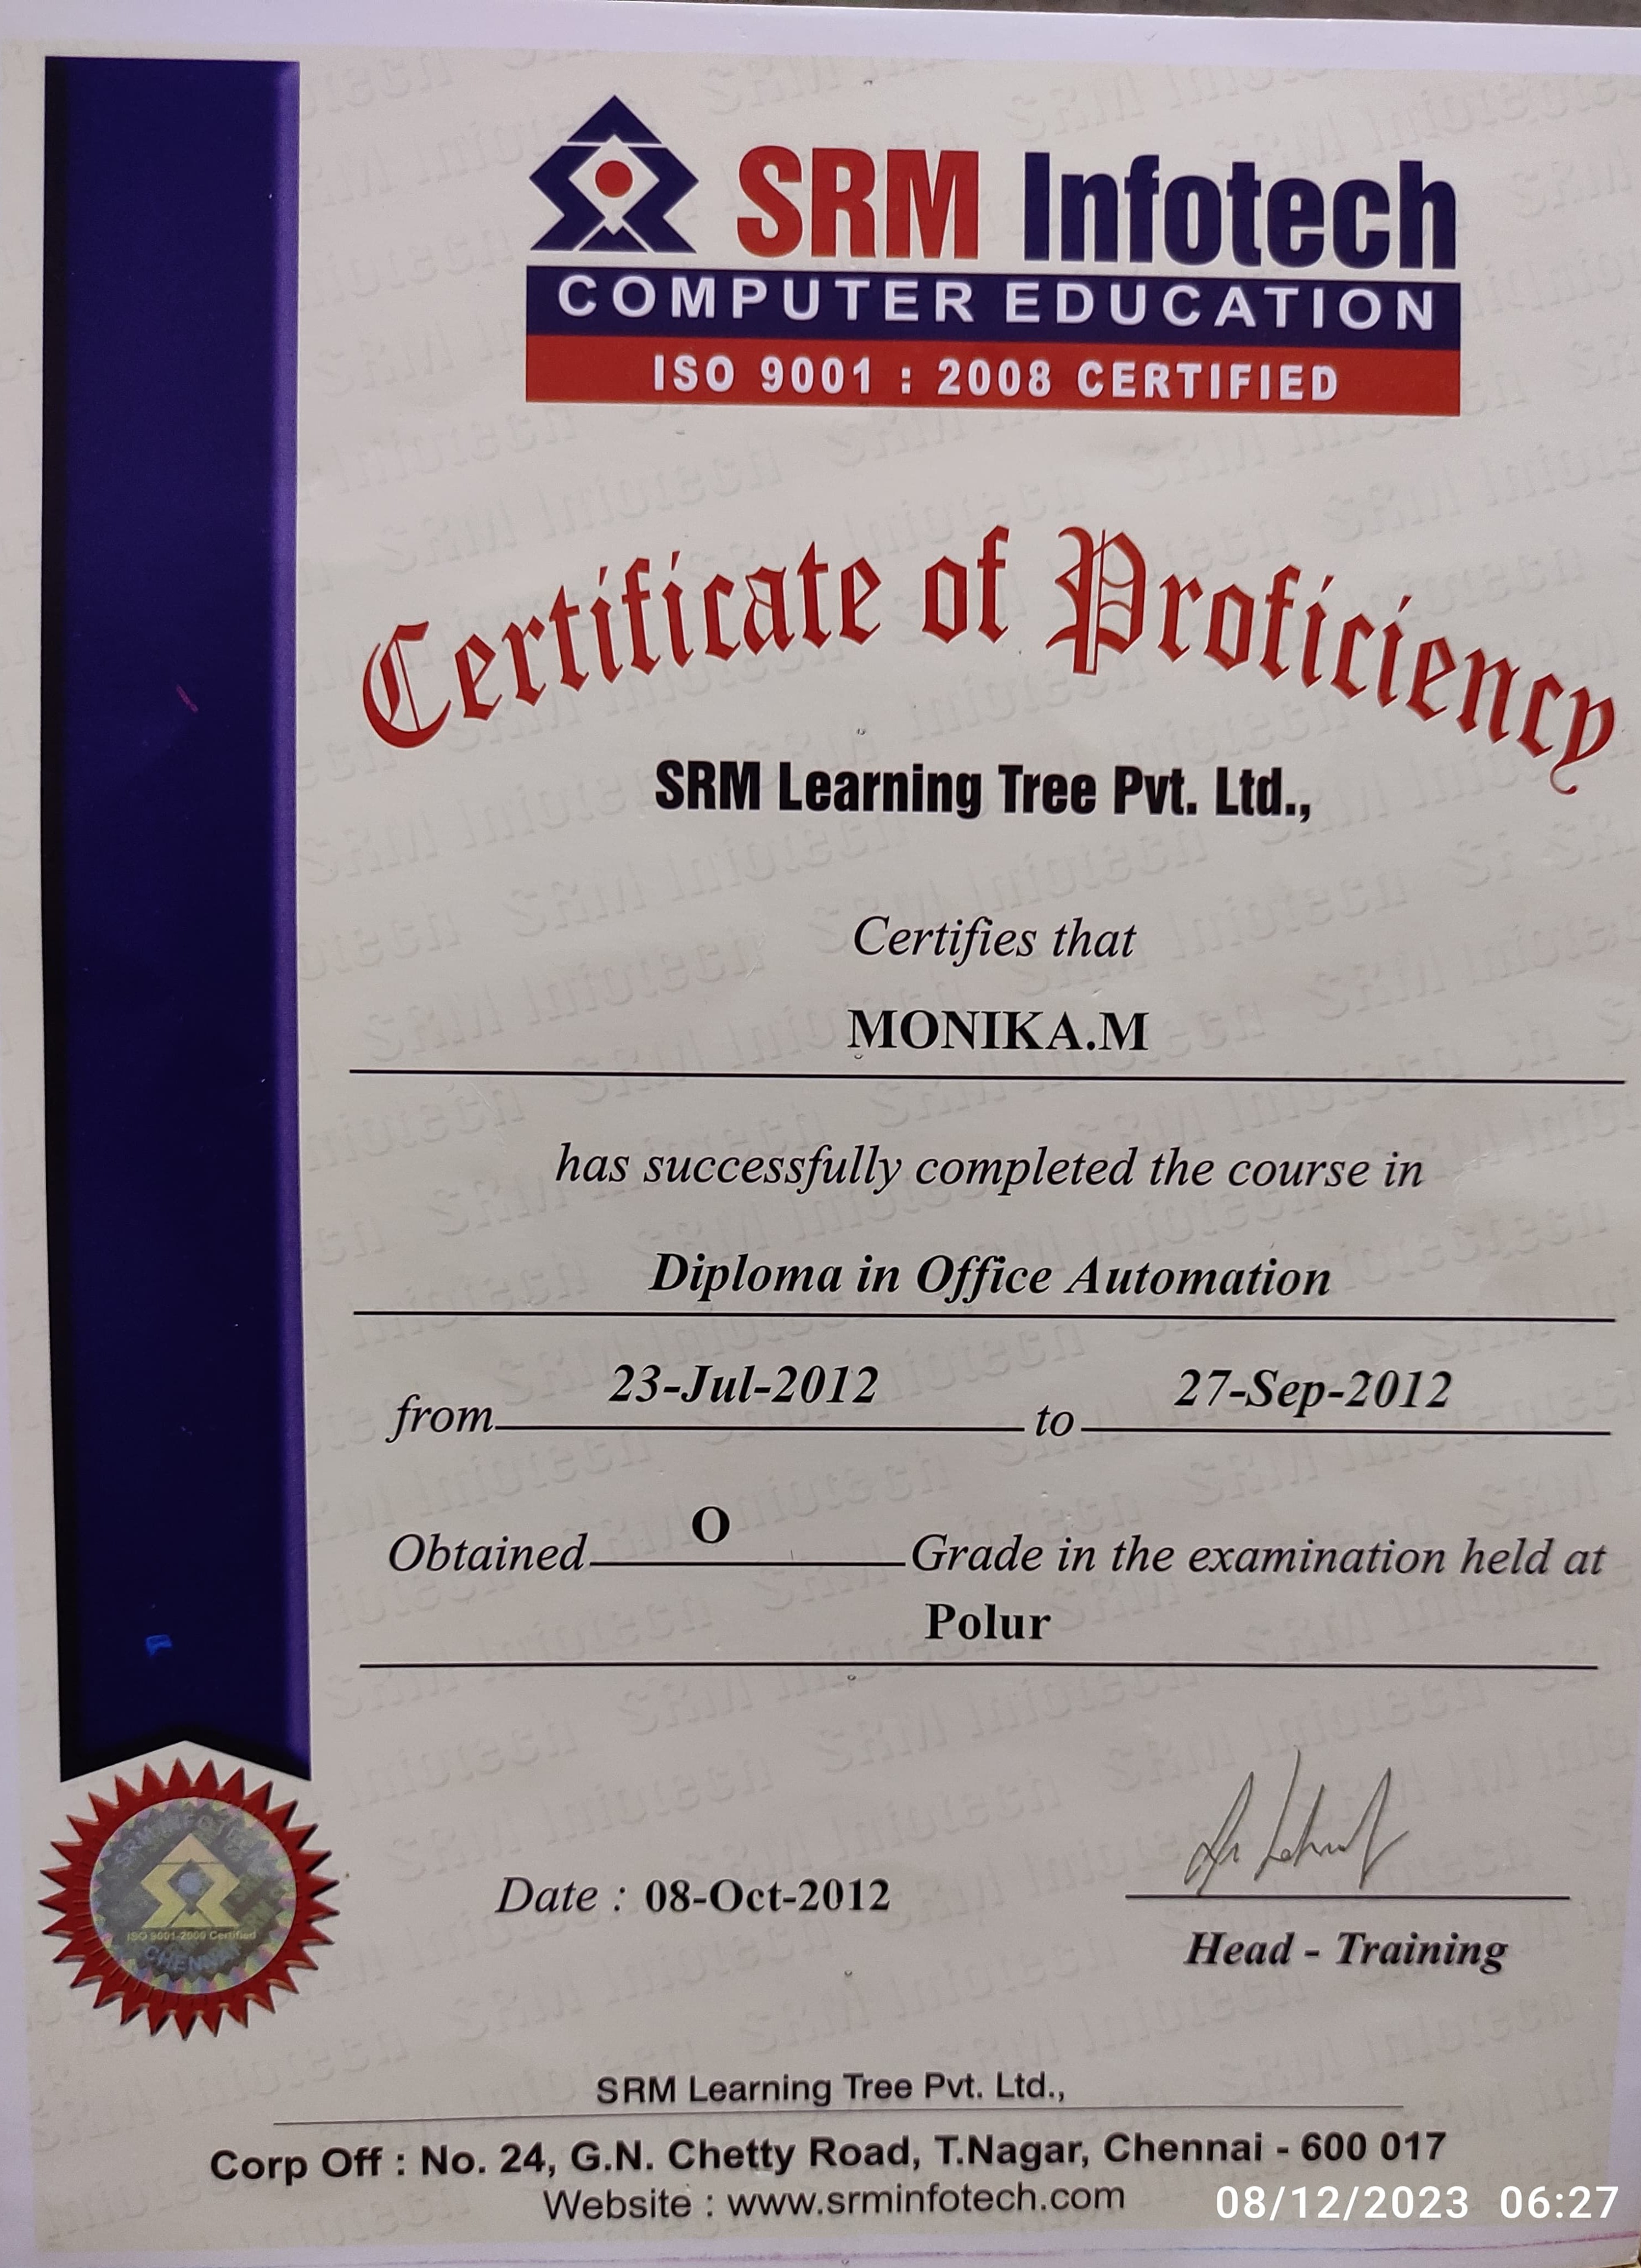 SRM Infotech
COMPUTER EDUCATION
ISO 9001 : 2008 CERTIFIED
Certificate of Proficiency
SRM Learning Tree Pvt. Ltd.,
Certifies that
MONIKA.M
has successfully completed the course in
Diploma in Office Automation
from 23-Jul-2012 to 27-Sep-2012
Obtained O Grade in the examination held at
Polur
ISO 9001-2000 Certified
CHENNAI
Date : 08-Oct-2012
Head - Training
SRM Learning Tree Pvt. Ltd.,
Corp Off : No. 24, G.N. Chetty Road, T.Nagar, Chennai - 600 017
Website : www.srminfotech.com
08/12/2023 06:27